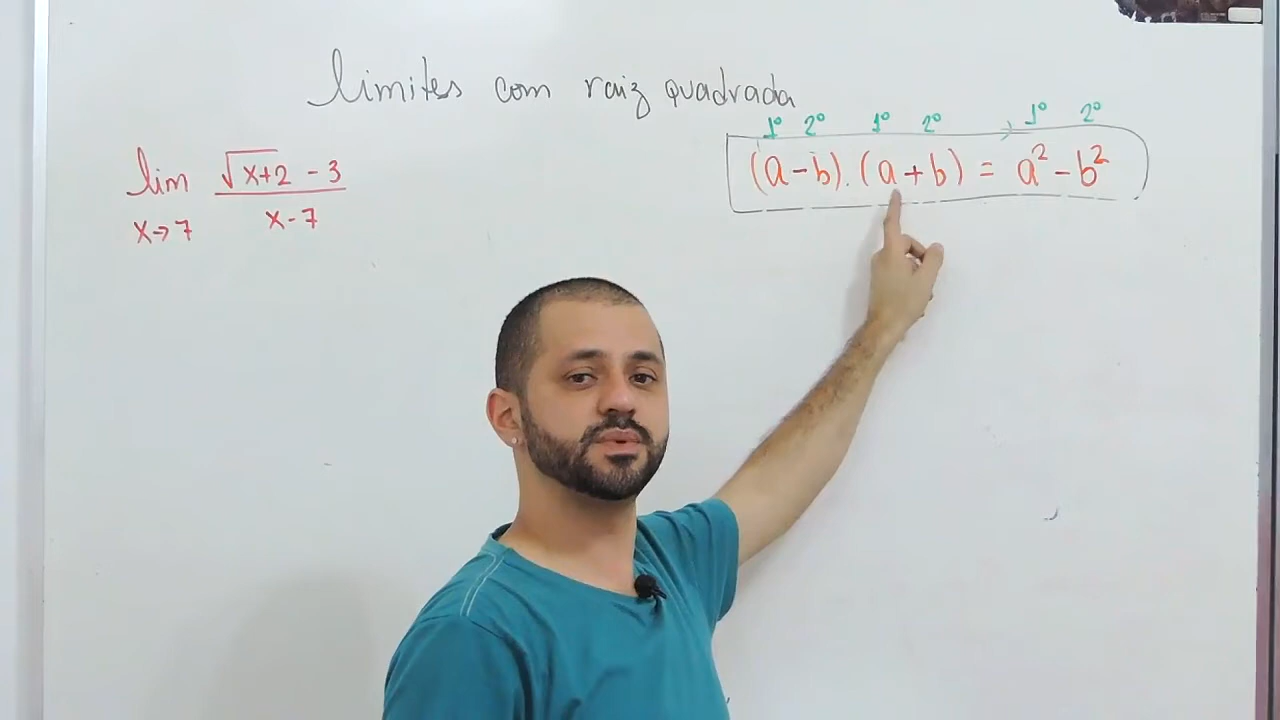 limites com raiz quadrada
1º 2º 1º 2º 1º 2º
(a-b).(a+b) = a² - b²
lim √x+2 - 3
x→7 x-7